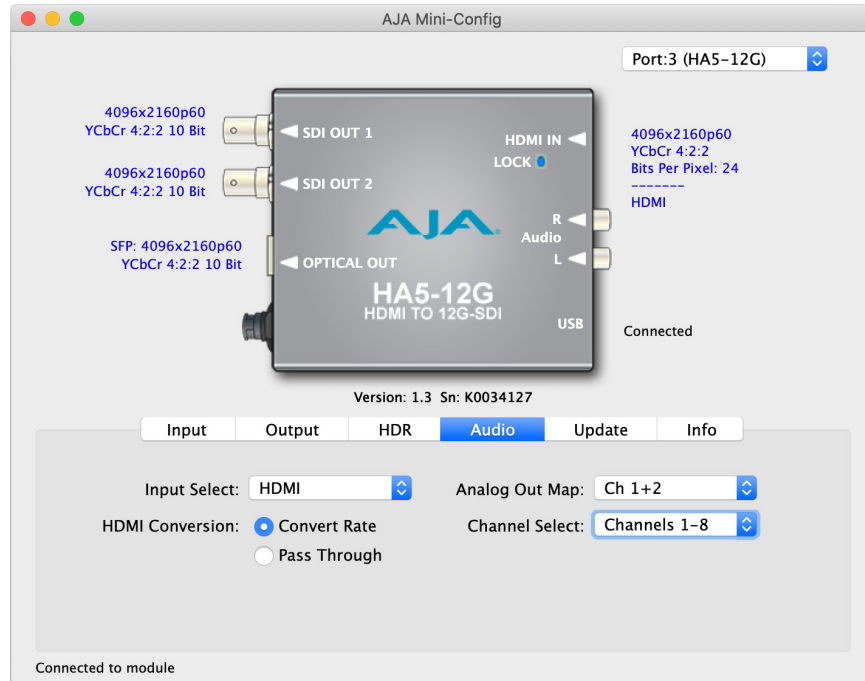 AJA Mini-Config
Port:3 (HA5-12G)
4096x2160p60
YCbCr 4:2:2 10 Bit
4096x2160p60
YCbCr 4:2:2 10 Bit
SFP: 4096x2160p60
YCbCr 4:2:2 10 Bit
SDI OUT 1
SDI OUT 2
OPTICAL OUT
HDMI IN
LOCK
AJA
R
Audio
L
HA5-12G
HDMI TO 12G-SDI
USB
4096x2160p60
YCbCr 4:2:2
Bits Per Pixel: 24
-------
HDMI
Connected
Version: 1.3 Sn: K0034127
Input Output HDR Audio Update Info
Input Select: HDMI
Analog Out Map: Ch 1+2
HDMI Conversion: Convert Rate
Channel Select: Channels 1-8
Pass Through
Connected to module